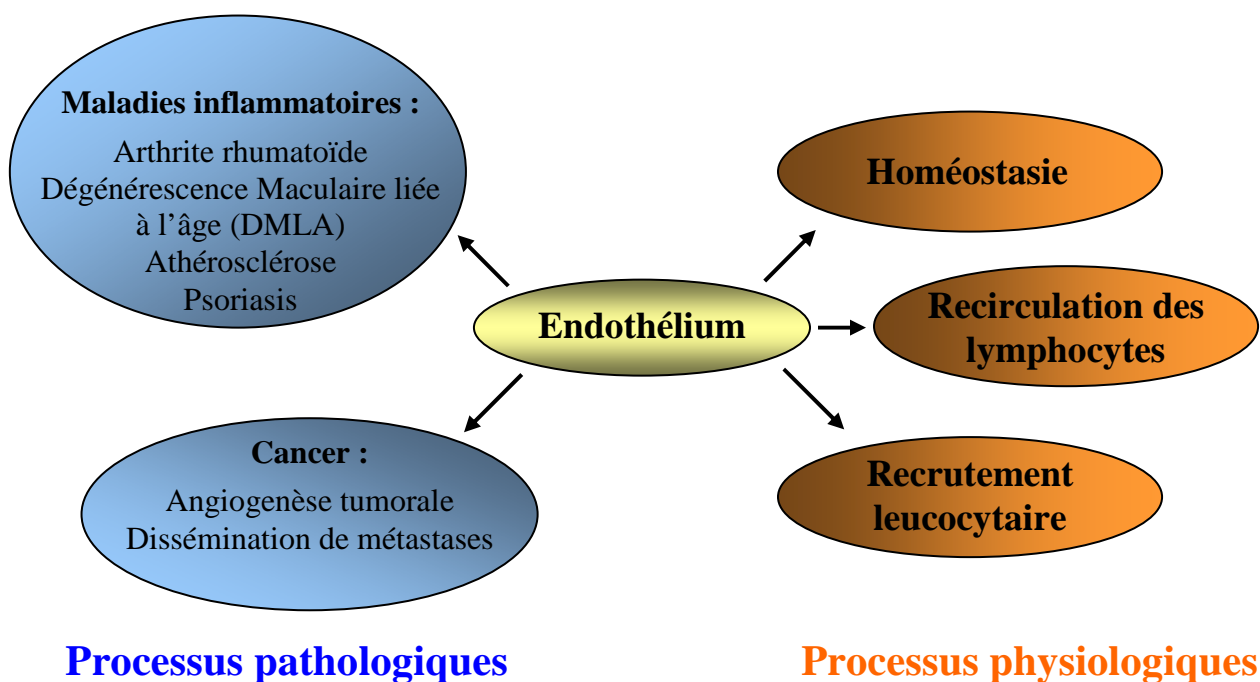 Maladies inflammatoires :
Arthrite rhumatoïde
Dégénérescence Maculaire liée
à l’âge (DMLA)
Athérosclérose
Psoriasis
Cancer :
Angiogenèse tumorale
Dissémination de métastases
Endothélium
Homéostasie
Recirculation des
lymphocytes
Recrutement
leucocytaire
Processus pathologiques
Processus physiologiques